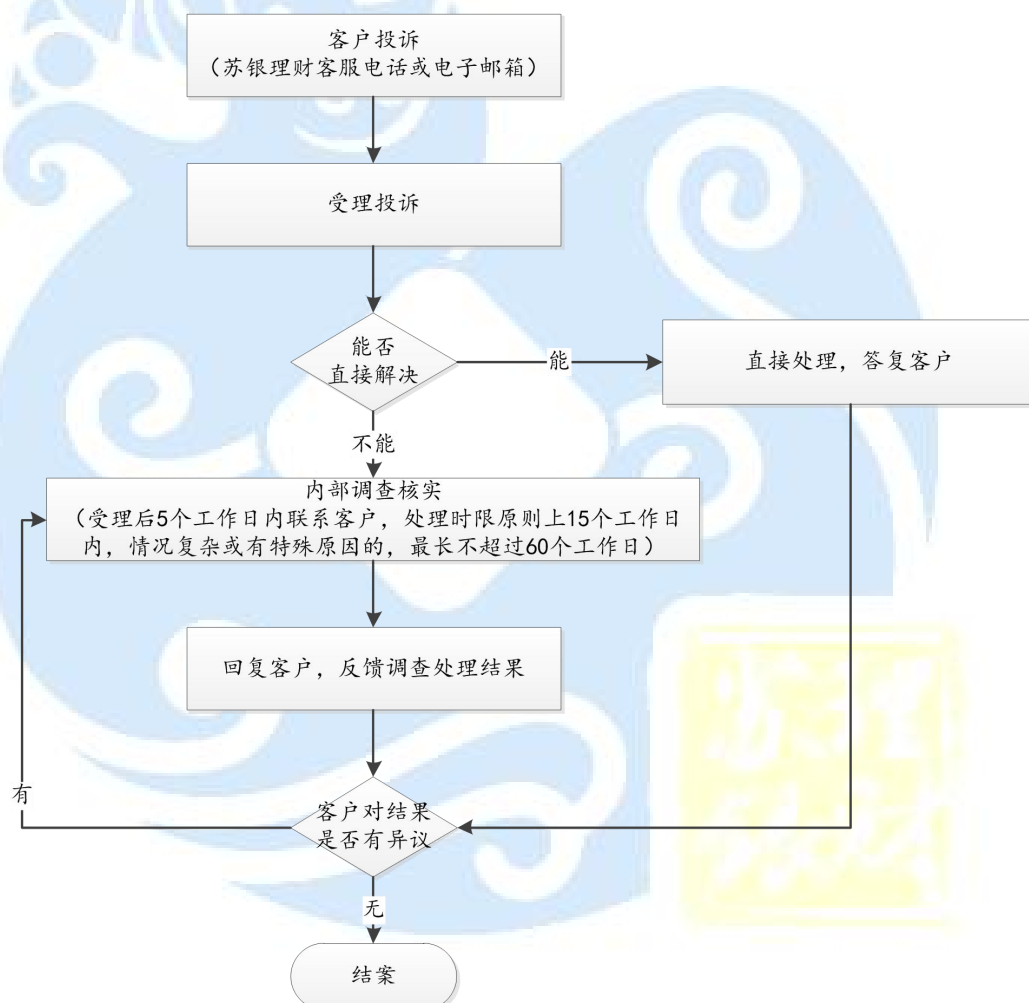 客户投诉
（苏银理财客服电话或电子邮箱）
受理投诉
能否
直接解决
能
直接处理，答复客户
不能
内部调查核实
（受理后5个工作日内联系客户，处理时限原则上15个工作日
内，情况复杂或有特殊原因的，最长不超过60个工作日）
回复客户，反馈调查处理结果
有
客户对结果
是否有异议
无
结案